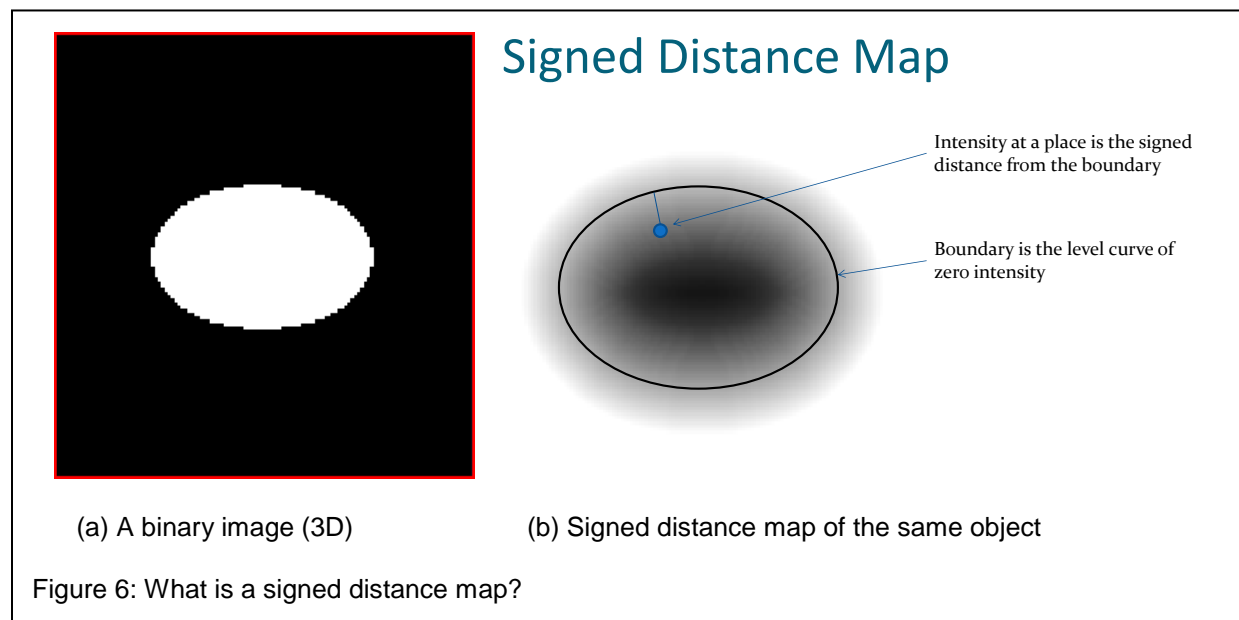 Signed Distance Map
Intensity at a place is the signed
distance from the boundary
Boundary is the level curve of
zero intensity
(a) A binary image (3D)
(b) Signed distance map of the same object
Figure 6: What is a signed distance map?